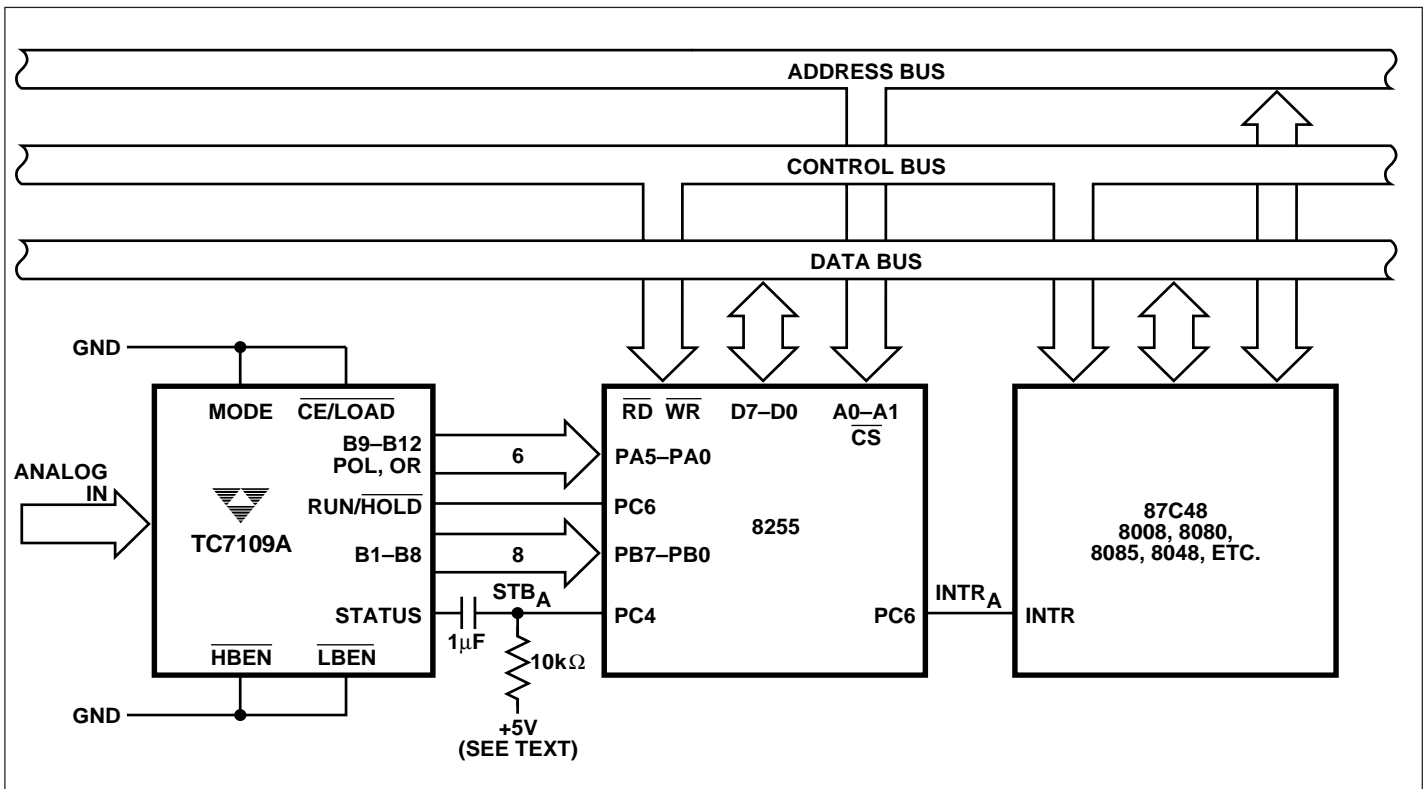 ADDRESS BUS
CONTROL BUS
DATA BUS
GND
MODE CE/LOAD
B9–B12
POL, OR
6
ANALOG
IN
RUN/HOLD
TC7109A
B1–B8
8
STATUS
1µF
STB A
HBEN LBEN
GND
10kΩ
+5V
(SEE TEXT)
RD WR D7–D0 A0–A1
CS
PA5–PA0
PC6
8255
PB7–PB0
PC4
PC6
INTR A
INTR
87C48
8008, 8080,
8085, 8048, ETC.